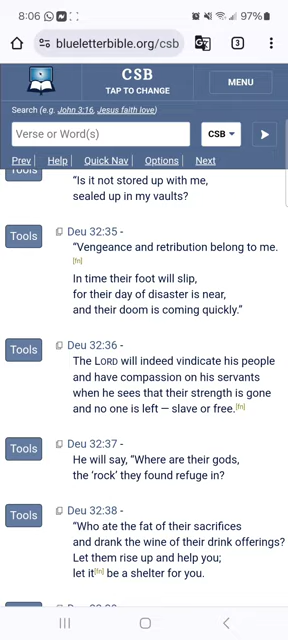 8:06
97%
blueletterbible.org/csb
3
CSB
TAP TO CHANGE
MENU
Search (e.g. John 3:16, Jesus faith love)
Verse or Word(s)
CSB
Prev | Help | Quick Nav | Options | Next
Tools
"Is it not stored up with me,
sealed up in my vaults?
Tools
Deu 32:35 -
"Vengeance and retribution belong to me.
[fn]
In time their foot will slip,
for their day of disaster is near,
and their doom is coming quickly."
Tools
Deu 32:36 -
The LORD will indeed vindicate his people
and have compassion on his servants
when he sees that their strength is gone
and no one is left — slave or free.[fn]
Tools
Deu 32:37 -
He will say, "Where are their gods,
the 'rock' they found refuge in?
Tools
Deu 32:38 -
"Who ate the fat of their sacrifices
and drank the wine of their drink offerings?
Let them rise up and help you;
let it[fn] be a shelter for you.